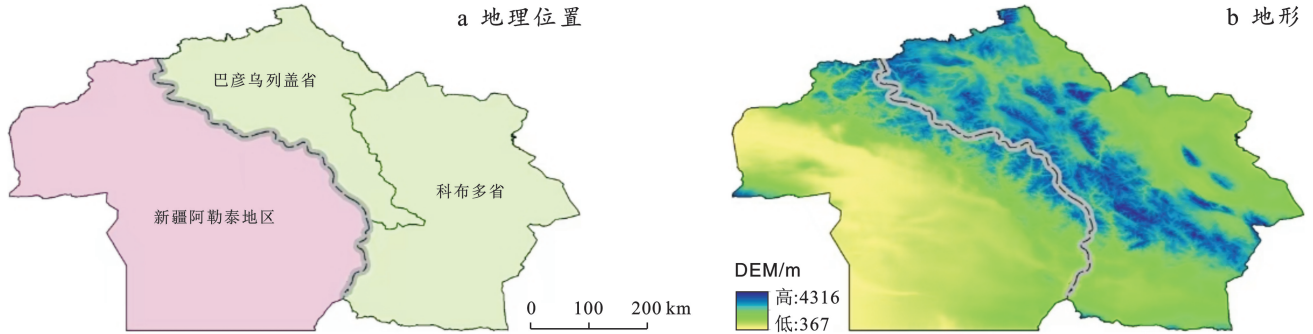 a 地理位置
巴彦乌列盖省
科布多省
新疆阿勒泰地区
0 100 200 km
b 地形
DEM/m
高:4316
低:367